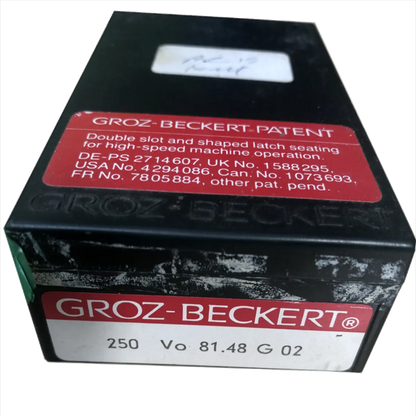 GROZ-BECKERT-PATENT
Double slot and shaped latch seating
for high-speed machine operation.
DE-PS 2714607, UK No. 1588295,
USA No. 4294086, Can. No. 1073693,
FR No. 7805884, other pat. pend.
GROZ-BECKERT
GROZ-BECKERT®
250 Vo 81.48 G 02